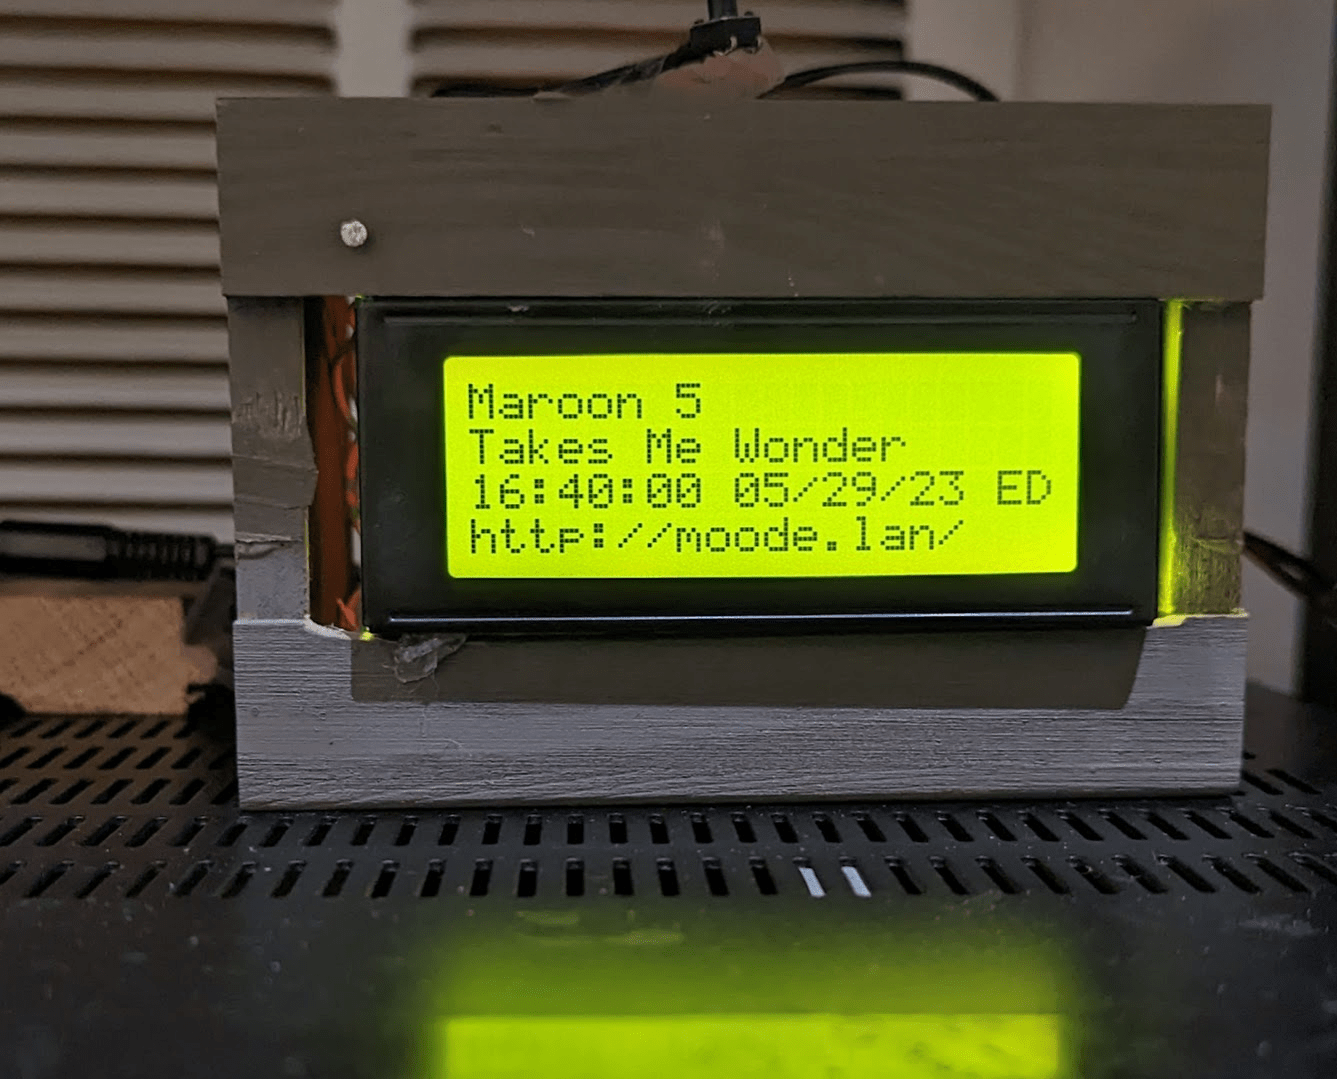 Maroon 5
Takes Me Wonder
16:40:00 05/29/23 ED
http://moode.lan/